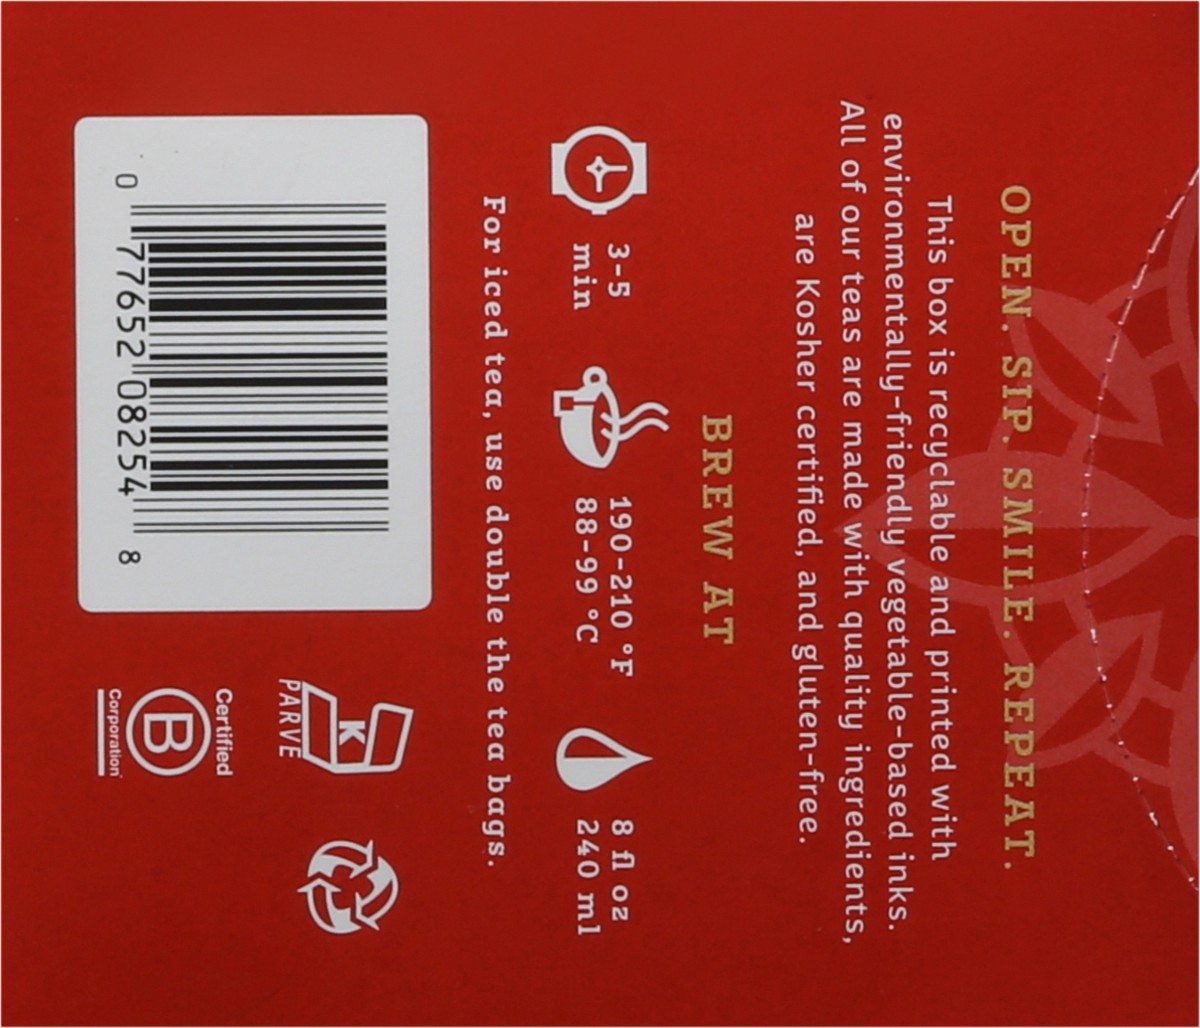 OPEN. SIP. SMILE. REPEAT.
This box is recyclable and printed with
environmentally-friendly vegetable-based inks.
All of our teas are made with quality ingredients,
are Kosher certified, and gluten-free.
BREW AT
3-5
min
190-210 °F
88-99 °C
8 fl oz
240 ml
For iced tea, use double the tea bags.
0 77652 08254 8
K
PARVE
Certified
B
Corporation